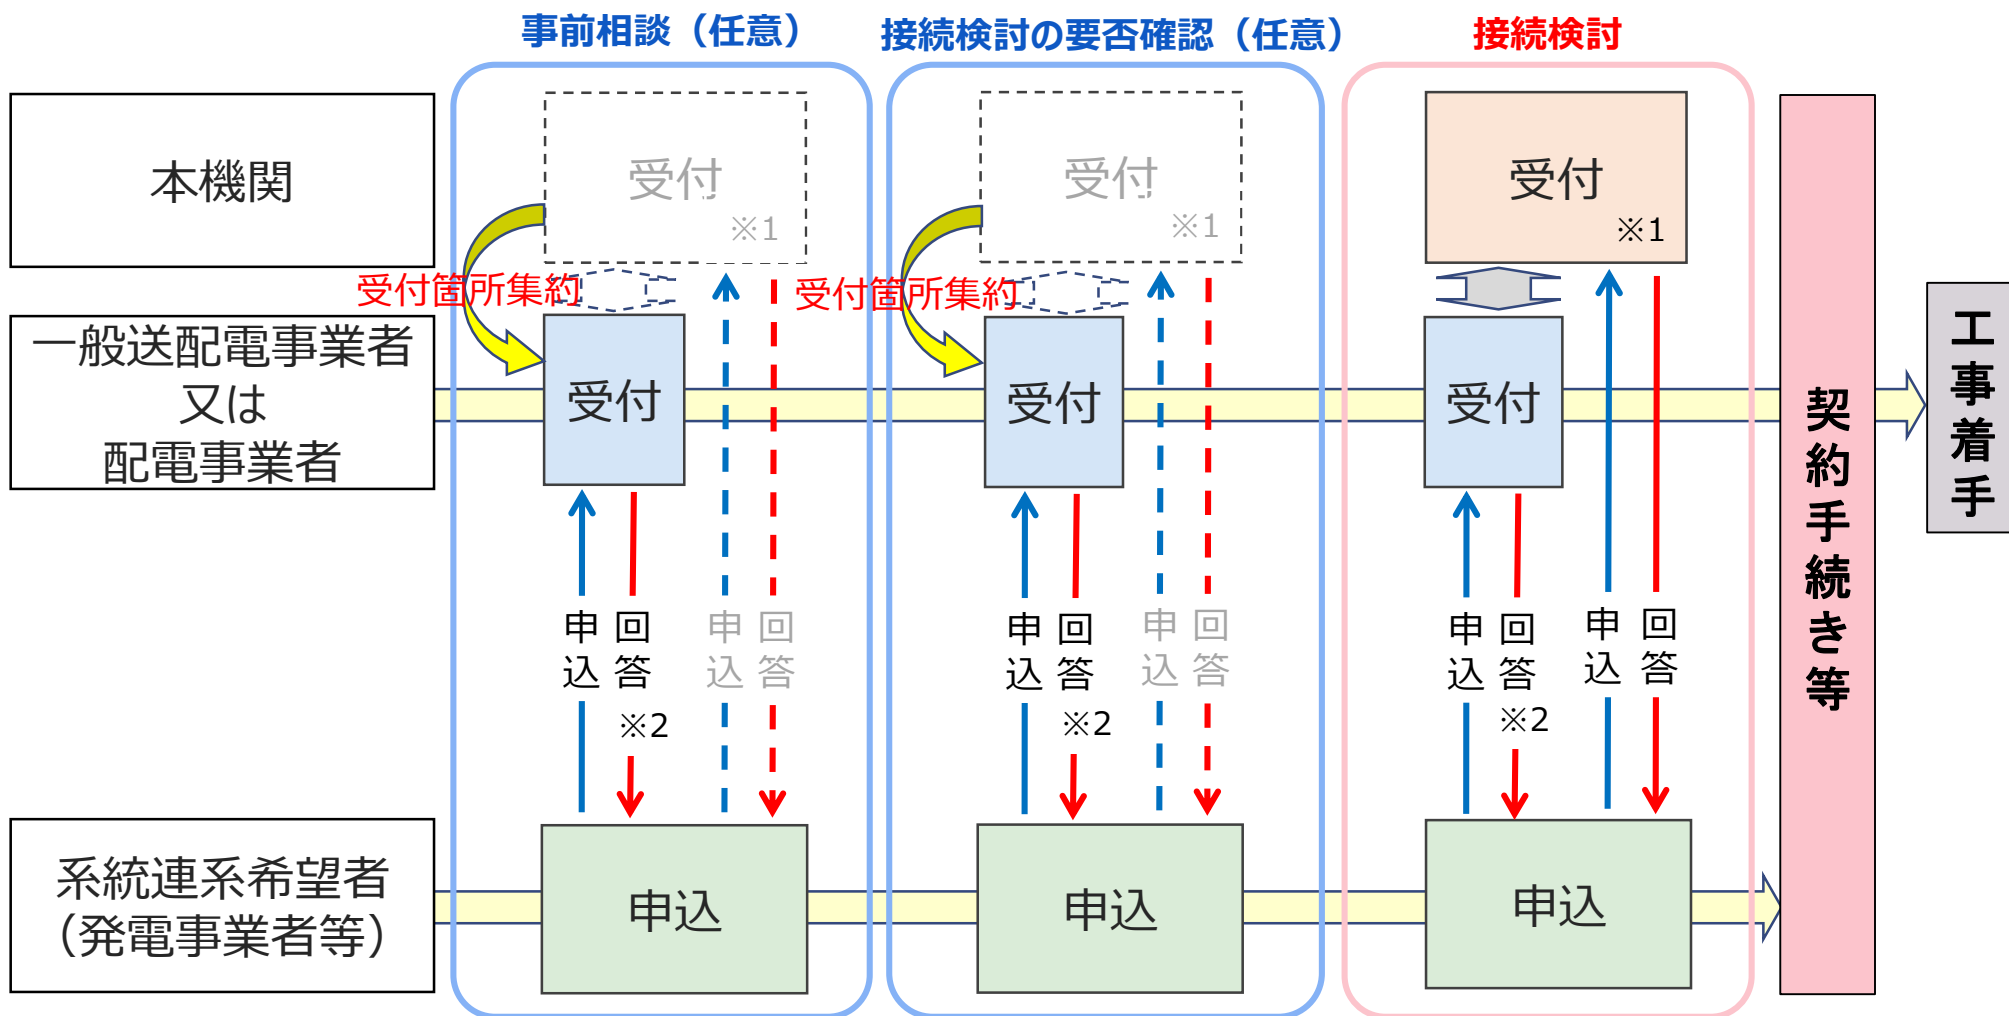 事前相談（任意）
接続検討の要否確認（任意）
接続検討
本機関
受付
※1
受付
※1
受付
※1
受付箇所集約
受付箇所集約
一般送配電事業者
又は
配電事業者
受付
受付
受付
申込
回答
※2
申込
回答
申込
回答
※2
申込
回答
申込
回答
※2
申込
回答
系統連系希望者
（発電事業者等）
申込
申込
申込
契約手続き等
工事着手